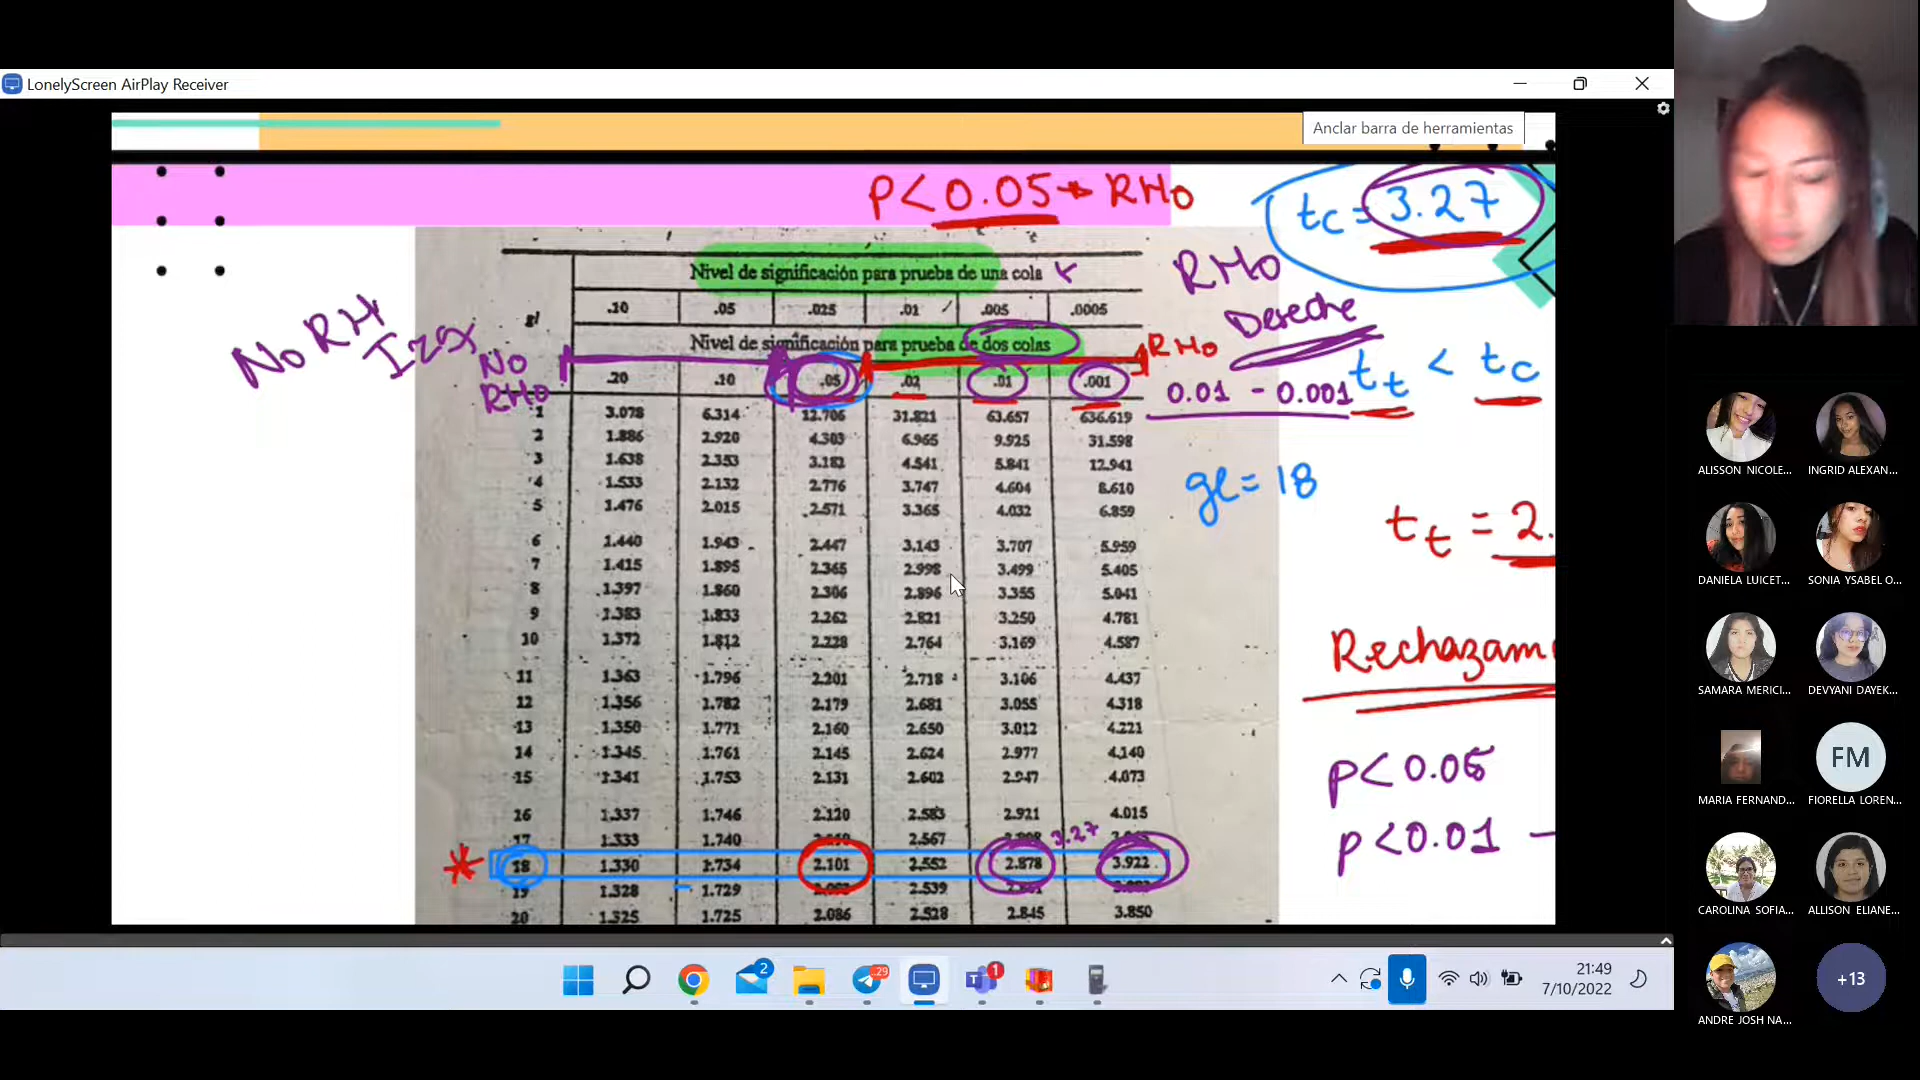 LonelyScreen AirPlay Receiver
Anclar barra de herramientas
P<0.05→RHo
tc=3.27
Nivel de significación para prueba de una cola
RHo
Dereche
gl .10 .05 .025 .01 .005 .0005
No RH
Izax
No
RHo
Nivel de significación para prueba de dos colas
RHo
tt < tc
.20 .10 .05 .02 .01 .001
0.01 - 0.001
1 3.078 6.314 12.706 31.821 63.657 636.619
2 1.886 2.920 4.303 6.965 9.925 31.598
3 1.638 2.353 3.182 4.541 5.841 12.941
4 1.533 2.132 2.776 3.747 4.604 8.610
5 1.476 2.015 2.571 3.365 4.032 6.859
gl=18
tt = 2.
6 1.440 1.943 2.447 3.143 3.707 5.959
7 1.415 1.895 2.365 2.998 3.499 5.405
8 1.397 1.860 2.306 2.896 3.355 5.041
9 1.383 1.833 2.262 2.821 3.250 4.781
10 1.372 1.812 2.228 2.764 3.169 4.587
Rechazam
11 1.363 1.796 2.201 2.718 3.106 4.437
12 1.356 1.782 2.179 2.681 3.055 4.318
13 1.350 1.771 2.160 2.650 3.012 4.221
14 1.345 1.761 2.145 2.624 2.977 4.140
15 1.341 1.753 2.131 2.602 2.947 4.073
p<0.05
p<0.01 -
16 1.337 1.746 2.120 2.583 2.921 4.015
17 1.333 1.740 2.567
3.27
* 18 1.330 1.734 2.101 2.552 2.878 3.922
19 1.328 1.729 2.539
20 1.325 1.725 2.086 2.528 2.845 3.850
ALISSON NICOLE...
INGRID ALEXAN...
DANIELA LUICET...
SONIA YSABEL O...
SAMARA MERICI...
DEVYANI DAYEK...
MARIA FERNAND...
FM
FIORELLA LOREN...
CAROLINA SOFIA...
ALLISON ELIANE...
ANDRE JOSH NA...
+13
2
29
1
21:49
7/10/2022